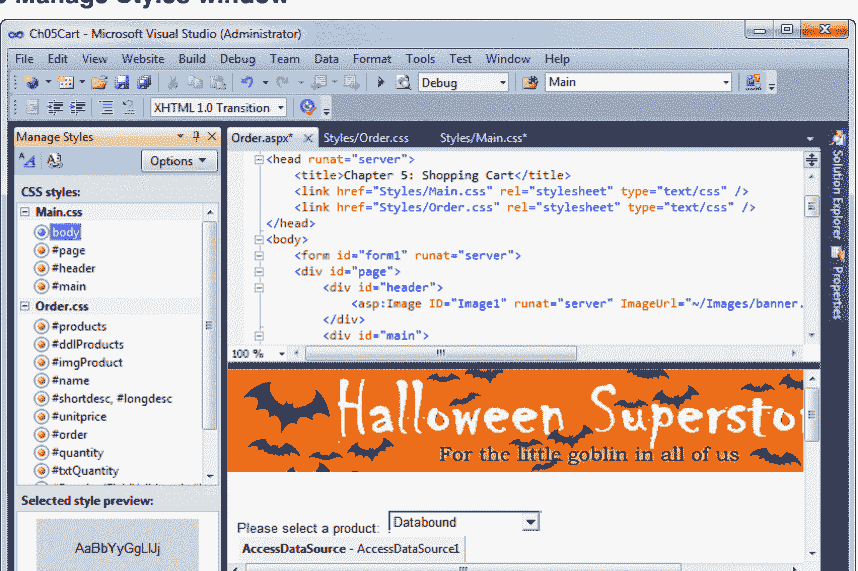 Manage Styles window
Ch05Cart - Microsoft Visual Studio (Administrator)
File Edit View Website Build Debug Team Data Format Tools Test Window Help
Debug Main
XHTML 1.0 Transition
Manage Styles
Order.aspx* Styles/Order.css Styles/Main.css*
Options
CSS styles:
Main.css
body
#page
#header
#main
Order.css
#products
#ddlProducts
#imgProduct
#name
#shortdesc, #longdesc
#unitprice
#order
#quantity
#txtQuantity
Selected style preview:
AaBbYyGgLlJj
<head runat="server">
<title>Chapter 5: Shopping Cart</title>
<link href="Styles/Main.css" rel="stylesheet" type="text/css" />
<link href="Styles/Order.css" rel="stylesheet" type="text/css" />
</head>
<body>
<form id="form1" runat="server">
<div id="page">
<div id="header">
<asp:Image ID="Image1" runat="server" ImageUrl="~/Images/banner.
</div>
<div id="main">
100 %
Halloween Supersto
For the little goblin in all of us
Please select a product: Databound
AccessDataSource - AccessDataSource1
Solution Explorer
Properties